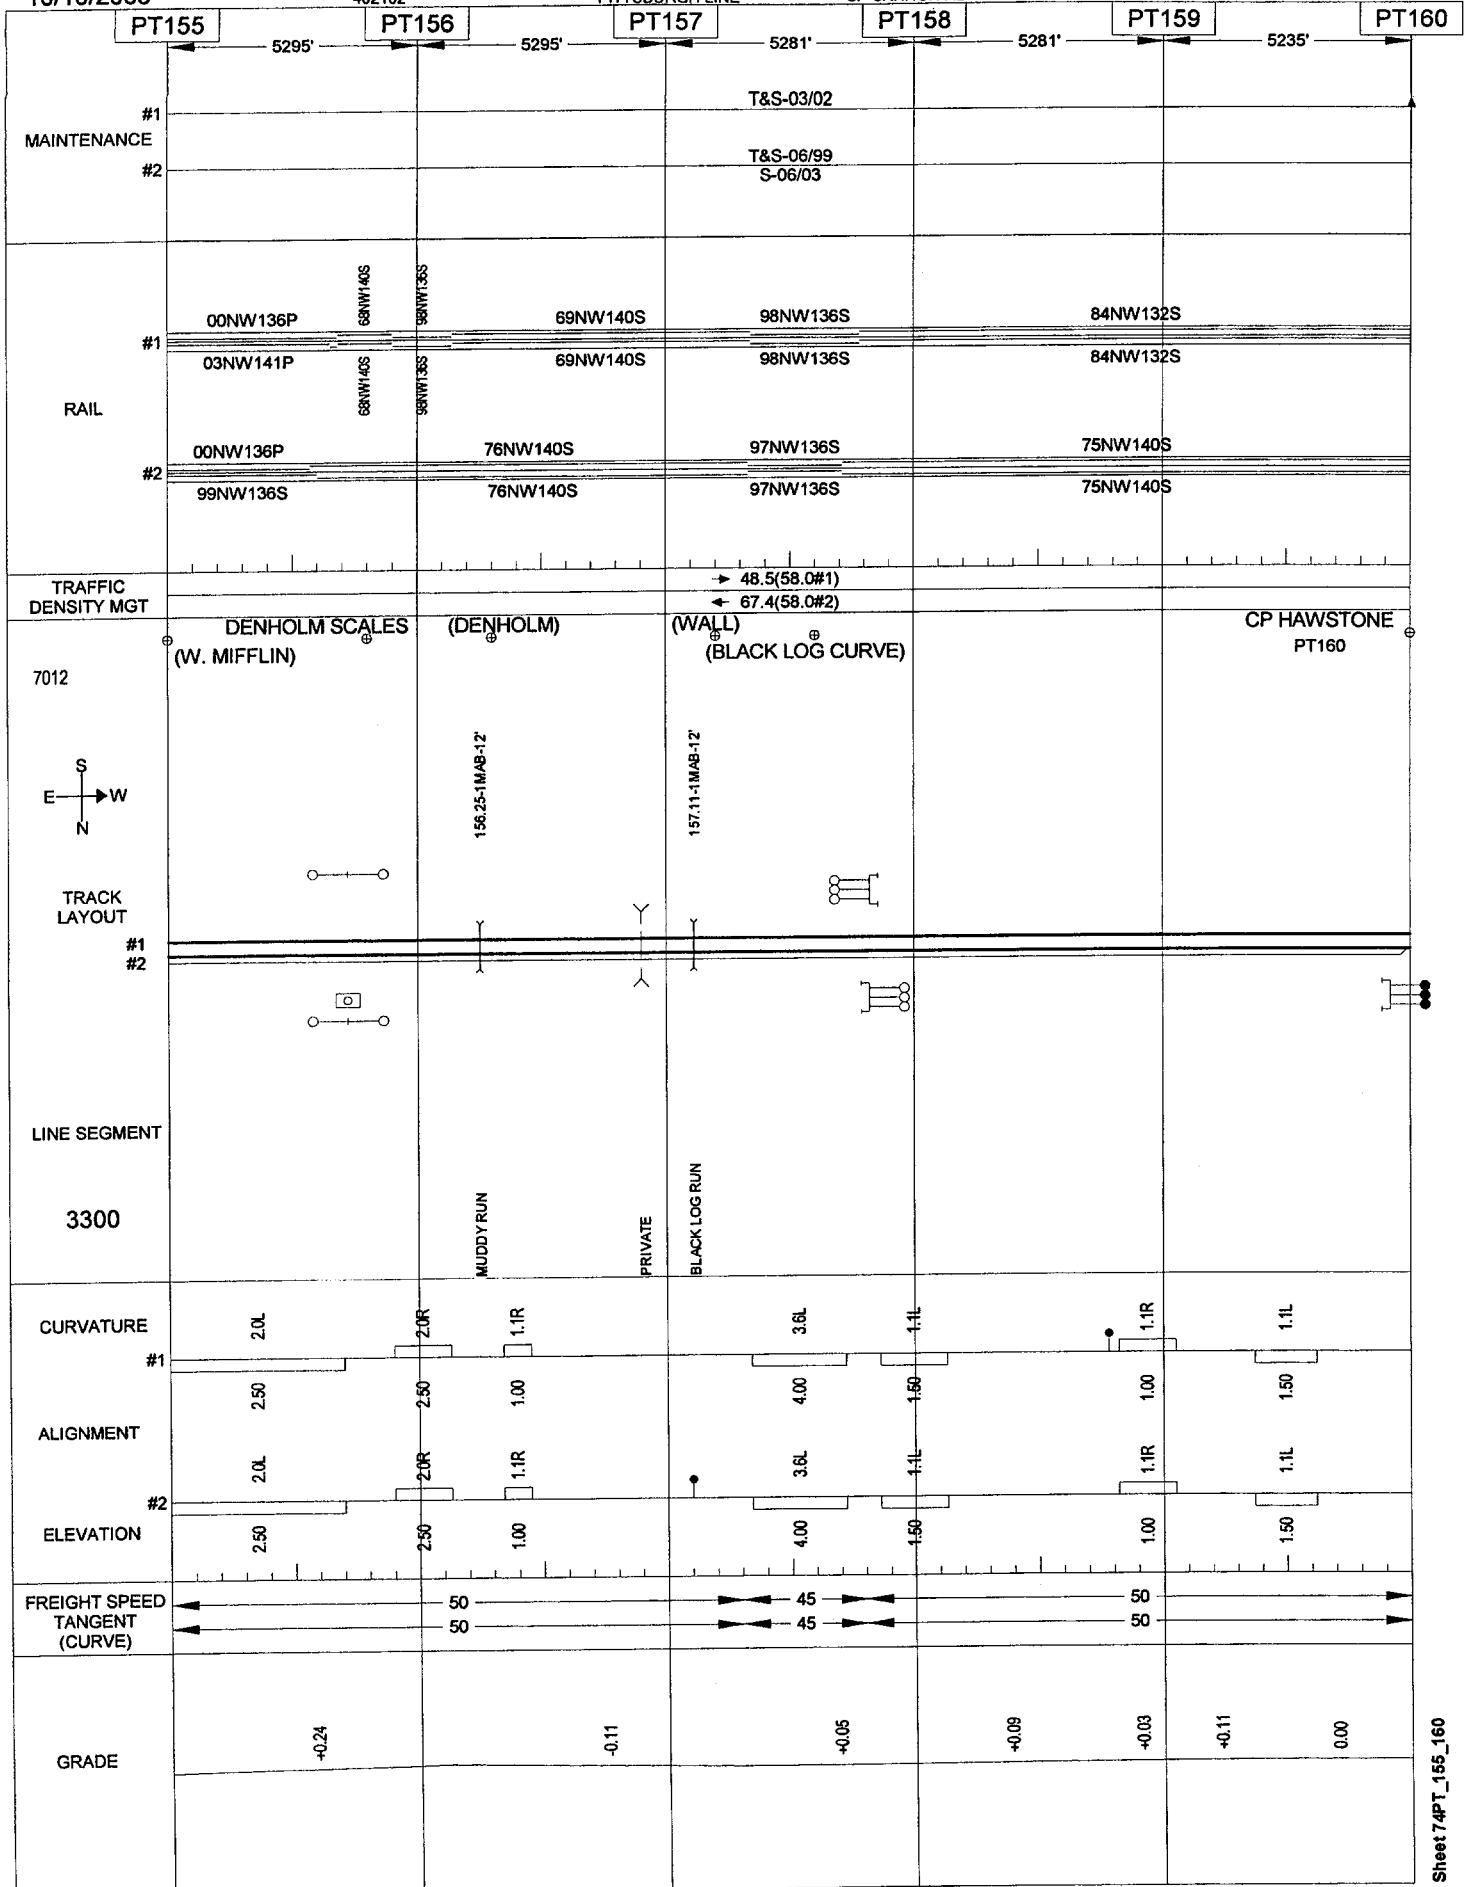 PT155 PT156 PT157 PT158 PT159 PT160
5295' 5295' 5281' 5281' 5235'
MAINTENANCE
#1 T&S-03/02
#2 T&S-06/99
S-06/03
RAIL
68NW140S 98NW136S
00NW136P 69NW140S 98NW136S 84NW132S
#1
03NW141P 69NW140S 98NW136S 84NW132S
68NW140S 98NW136S
00NW136P 76NW140S 97NW136S 75NW140S
#2
99NW136S 76NW140S 97NW136S 75NW140S
TRAFFIC
DENSITY MGT
48.5(58.0#1)
67.4(58.0#2)
DENHOLM SCALES (DENHOLM) (WALL) CP HAWSTONE
(W. MIFFLIN) (BLACK LOG CURVE) PT160
7012
156.25-1MAB-12' 157.11-1MAB-12'
S
E W
N
TRACK
LAYOUT
#1
#2
LINE SEGMENT
3300
MUDDY RUN PRIVATE BLACK LOG RUN
CURVATURE
2.0L 2.0R 1.1R 3.6L 1.1L 1.1R 1.1L
#1
2.50 2.50 1.00 4.00 1.50 1.00 1.50
ALIGNMENT
2.0L 2.0R 1.1R 3.6L 1.1L 1.1R 1.1L
#2
ELEVATION
2.50 2.50 1.00 4.00 1.50 1.00 1.50
FREIGHT SPEED
TANGENT
(CURVE)
50 45 50
50 45 50
GRADE
+0.24 -0.11 +0.05 +0.09 +0.03 +0.11 0.00
Sheet 74PT_155_160